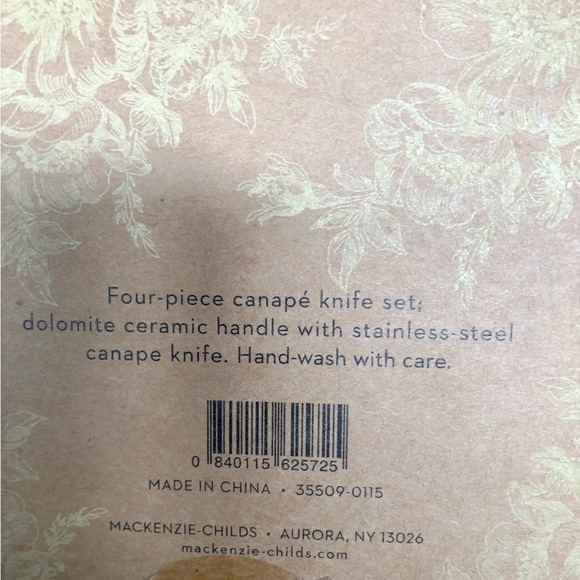 Four-piece canapé knife set;
dolomite ceramic handle with stainless-steel
canape knife. Hand-wash with care.
0 840115 625725
MADE IN CHINA • 35509-0115
MACKENZIE-CHILDS • AURORA, NY 13026
mackenzie-childs.com